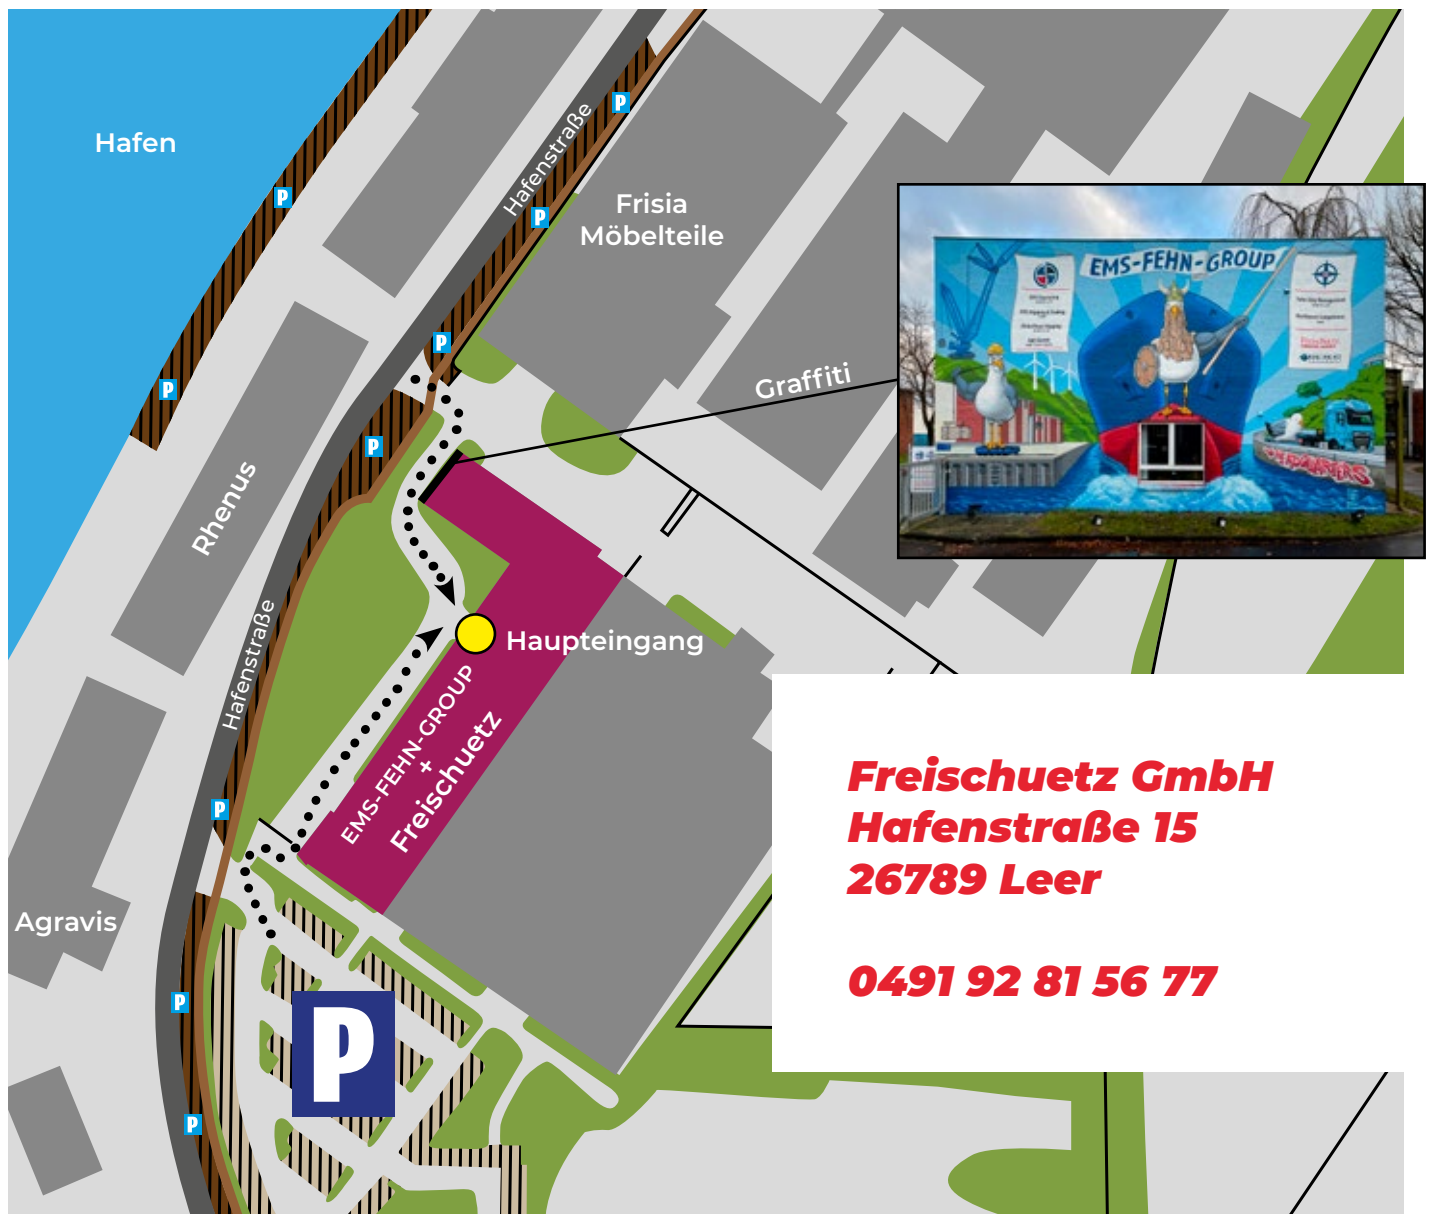 Hafen
P
P
P
P
P
P
P
P
P
Hafenstraße
Frisia
Möbelteile
Graffiti
EMS-FEHN-GROUP
HEADQUARTERS
Rhenus
Hafenstraße
Haupteingang
EMS-FEHN-GROUP
+
Freischuetz
Agravis
P
Freischuetz GmbH
Hafenstraße 15
26789 Leer
0491 92 81 56 77